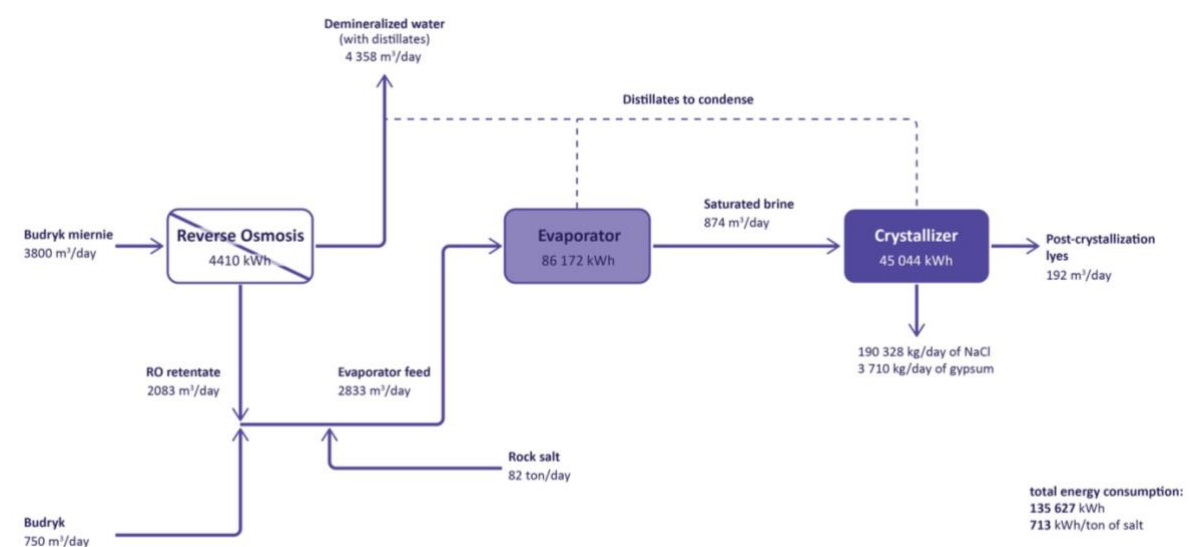 Demineralized water
(with distillates)
4 358 m³/day
Distillates to condense
Budryk miernie
3800 m³/day
Reverse Osmosis
4410 kWh
Evaporator
86 172 kWh
Saturated brine
874 m³/day
Crystallizer
45 044 kWh
Post-crystallization
lyes
192 m³/day
190 328 kg/day of NaCl
3 710 kg/day of gypsum
RO retentate
2083 m³/day
Evaporator feed
2833 m³/day
Rock salt
82 ton/day
Budryk
750 m³/day
total energy consumption:
135 627 kWh
713 kWh/ton of salt